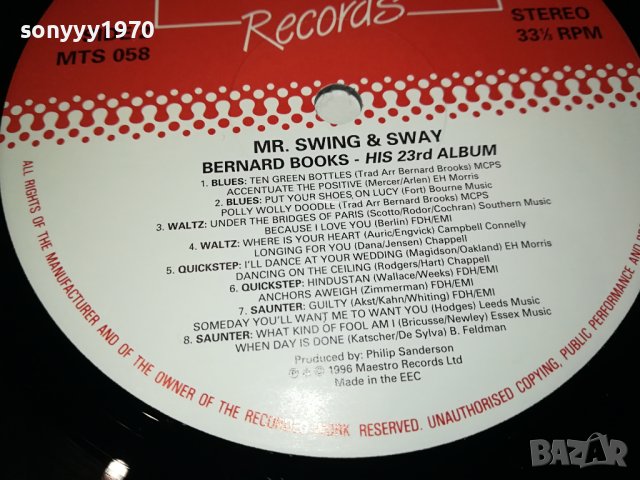 sonyyy1970
Records
MTS 058
STEREO
33⅓ RPM
MR. SWING & SWAY
BERNARD BOOKS - HIS 23rd ALBUM
1. BLUES: TEN GREEN BOTTLES (Trad Arr Bernard Brooks) MCPS
ACCENTUATE THE POSITIVE (Mercer/Arlen) EH Morris
2. BLUES: PUT YOUR SHOES ON LUCY (Fort) Bourne Music
POLLY WOLLY DOODLE (Trad Arr Bernard Brooks) MCPS
3. WALTZ: UNDER THE BRIDGES OF PARIS (Scotto/Rodor/Cochran) Southern Music
BECAUSE I LOVE YOU (Berlin) FDH/EMI
4. WALTZ: WHERE IS YOUR HEART (Auric/Engvick) Campbell Connelly
LONGING FOR YOU (Dana/Jensen) Chappell
5. QUICKSTEP: I'LL DANCE AT YOUR WEDDING (Magidson/Oakland) EH Morris
DANCING ON THE CEILING (Rodgers/Hart) Chappell
6. QUICKSTEP: HINDUSTAN (Wallace/Weeks) FDH/EMI
ANCHORS AWEIGH (Zimmerman) FDH/EMI
7. SAUNTER: GUILTY (Akst/Kahn/Whiting) FDH/EMI
SOMEDAY YOU'LL WANT ME TO WANT YOU (Hodges) Leeds Music
8. SAUNTER: WHAT KIND OF FOOL AM I (Bricusse/Newley) Essex Music
WHEN DAY IS DONE (Katscher/De Sylva) B. Feldman
Produced by: Philip Sanderson
℗ © 1996 Maestro Records Ltd
Made in the EEC
ALL RIGHTS OF THE MANUFACTURER AND OF THE OWNER OF THE RECORDED WORK RESERVED. UNAUTHORISED COPYING, PUBLIC PERFORMANCE AND
BAZAR